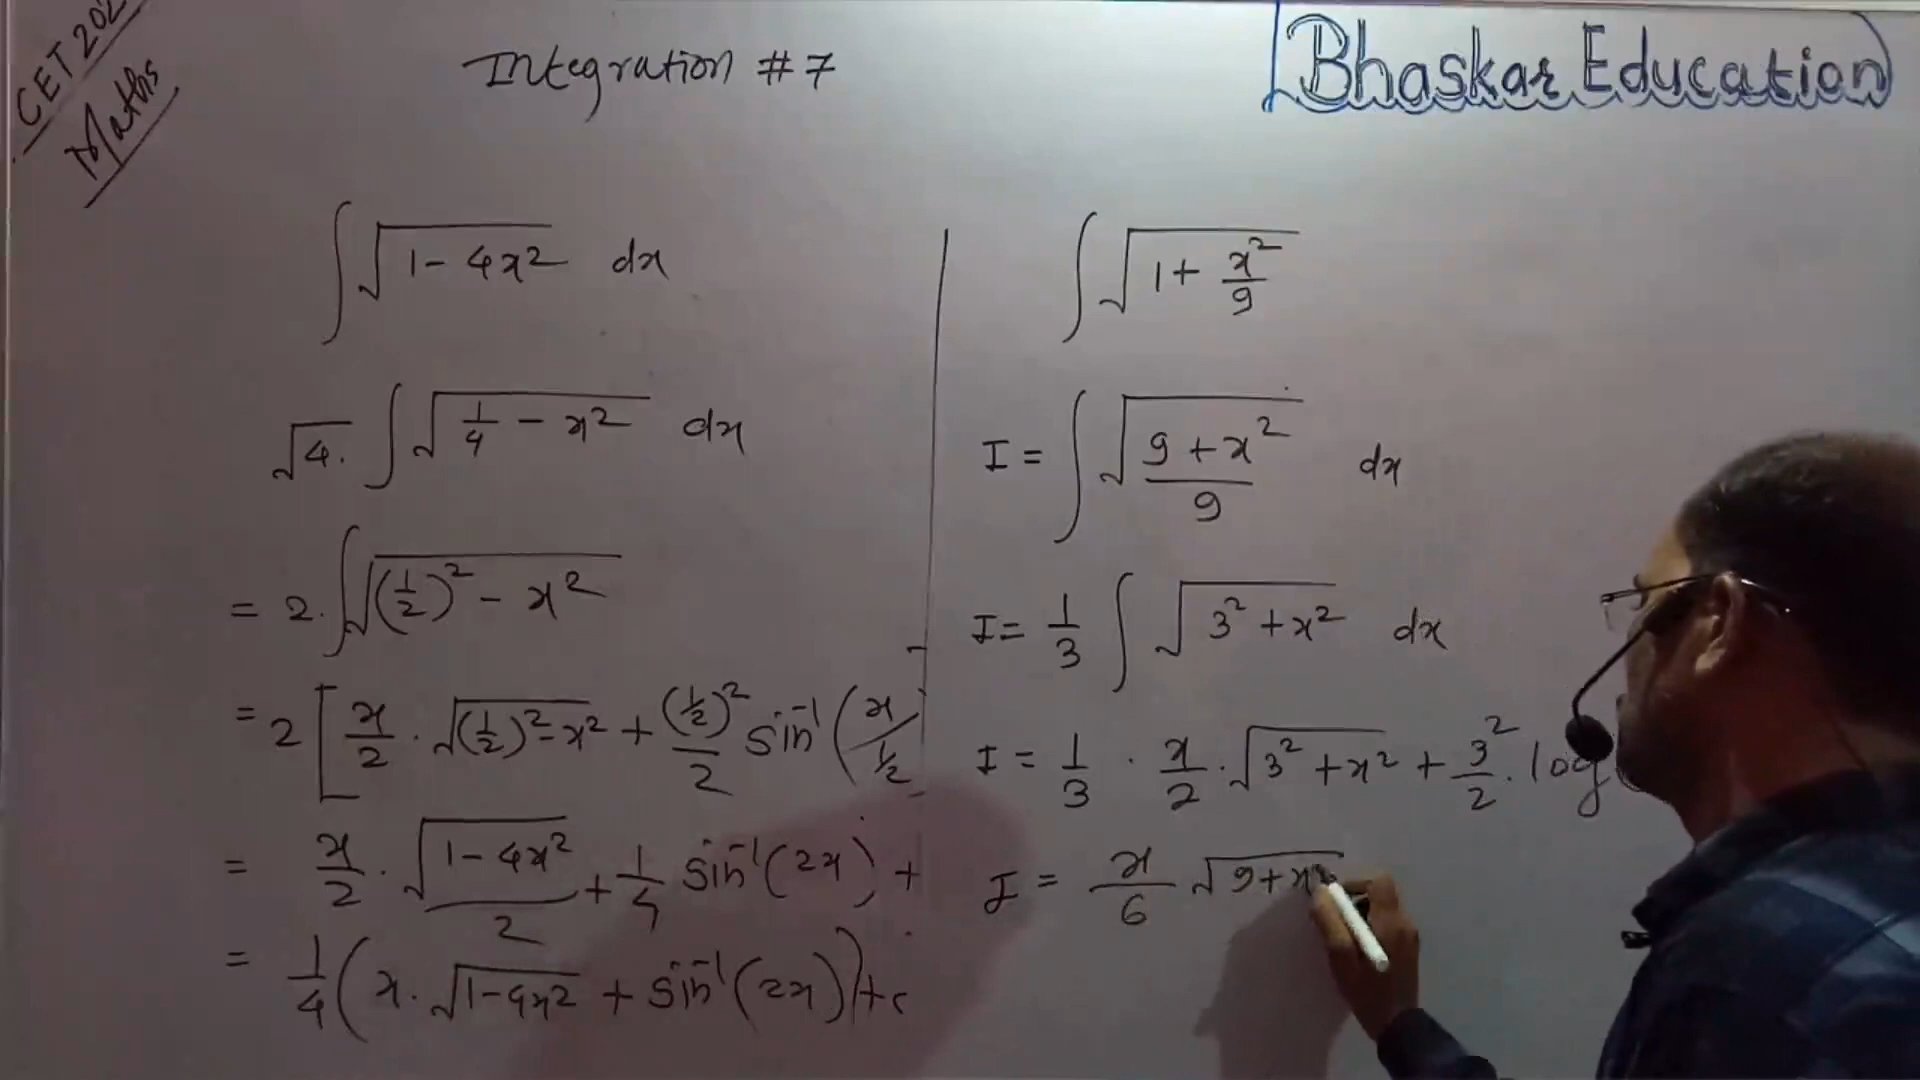 CET 202
Maths
Integration #7
Bhaskar Education
∫ √(1 - 4x²) dx
√4 . ∫ √(1/4 - x²) dx
= 2 . ∫ √((1/2)² - x²)
= 2 [ x/2 . √((1/2)² - x²) + (1/2)²/2 sin⁻¹ (x / 1/2
= x/2 . √(1 - 4x²)/2 + 1/4 sin⁻¹ (2x) +
= 1/4 ( x . √(1 - 4x²) + sin⁻¹ (2x) ) + c
∫ √(1 + x²/9)
I = ∫ √((9 + x²)/9) dx
I = 1/3 ∫ √(3² + x²) dx
I = 1/3 . x/2 . √(3² + x²) + 3²/2 . log
I = x/6 √(9 + x²